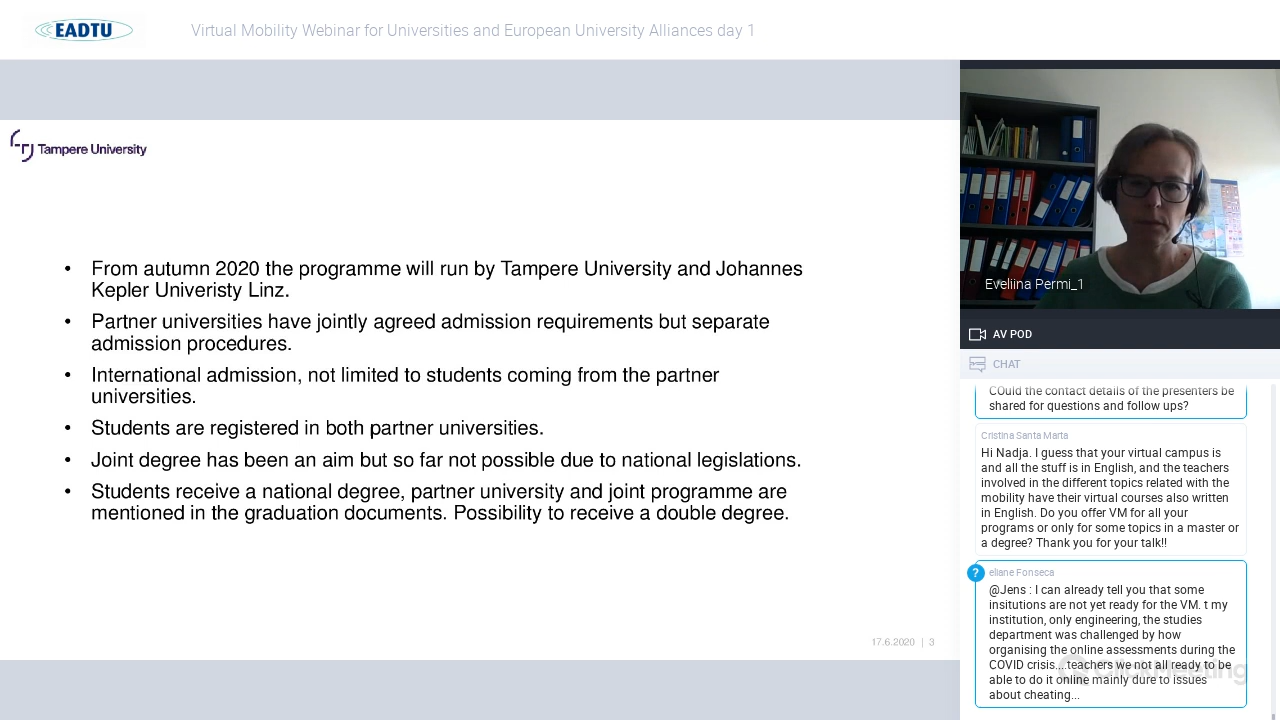 EADTU
Virtual Mobility Webinar for Universities and European University Alliances day 1
Tampere University
• From autumn 2020 the programme will run by Tampere University and Johannes
Kepler Univeristy Linz.
• Partner universities have jointly agreed admission requirements but separate
admission procedures.
• International admission, not limited to students coming from the partner
universities.
• Students are registered in both partner universities.
• Joint degree has been an aim but so far not possible due to national legislations.
• Students receive a national degree, partner university and joint programme are
mentioned in the graduation documents. Possibility to receive a double degree.
17.6.2020 | 3
Eveliina Permi_1
AV POD
CHAT
COuld the contact details of the presenters be
shared for questions and follow ups?
Cristina Santa Marta
Hi Nadja. I guess that your virtual campus is
and all the stuff is in English, and the teachers
involved in the different topics related with the
mobility have their virtual courses also written
in English. Do you offer VM for all your
programs or only for some topics in a master or
a degree? Thank you for your talk!!
?
eliane Fonseca
@Jens : I can already tell you that some
insitutions are not yet ready for the VM. t my
institution, only engineering, the studies
department was challenged by how
organising the online assessments during the
COVID crisis....teachers we not all ready to be
able to do it online mainly dure to issues
about cheating...
ClickMeeting